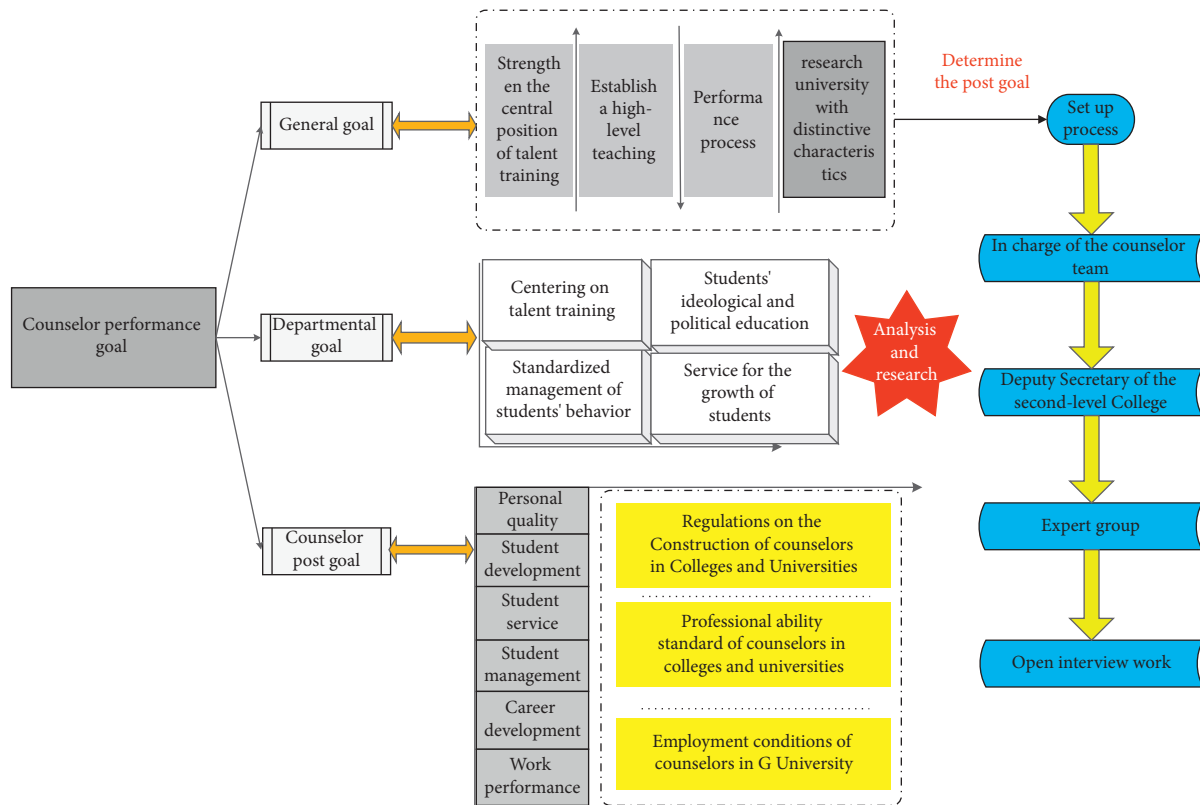 Counselor performance
goal
General goal
Departmental
goal
Counselor
post goal
Strength
en the
central
position
of talent
training
Establish
a high-
level
teaching
Performa
nce
process
research
university
with
distinctive
characteris
tics
Determine
the post goal
Centering on
talent training
Students'
ideological and
political education
Standardized
management of
students' behavior
Service for the
growth of
students
Analysis
and
research
Personal
quality
Student
development
Student
service
Student
management
Career
development
Work
performance
Regulations on the
Construction of counselors
in Colleges and Universities
Professional ability
standard of counselors in
colleges and universities
Employment conditions of
counselors in G University
Set up
process
In charge of the counselor
team
Deputy Secretary of the
second-level College
Expert group
Open interview work